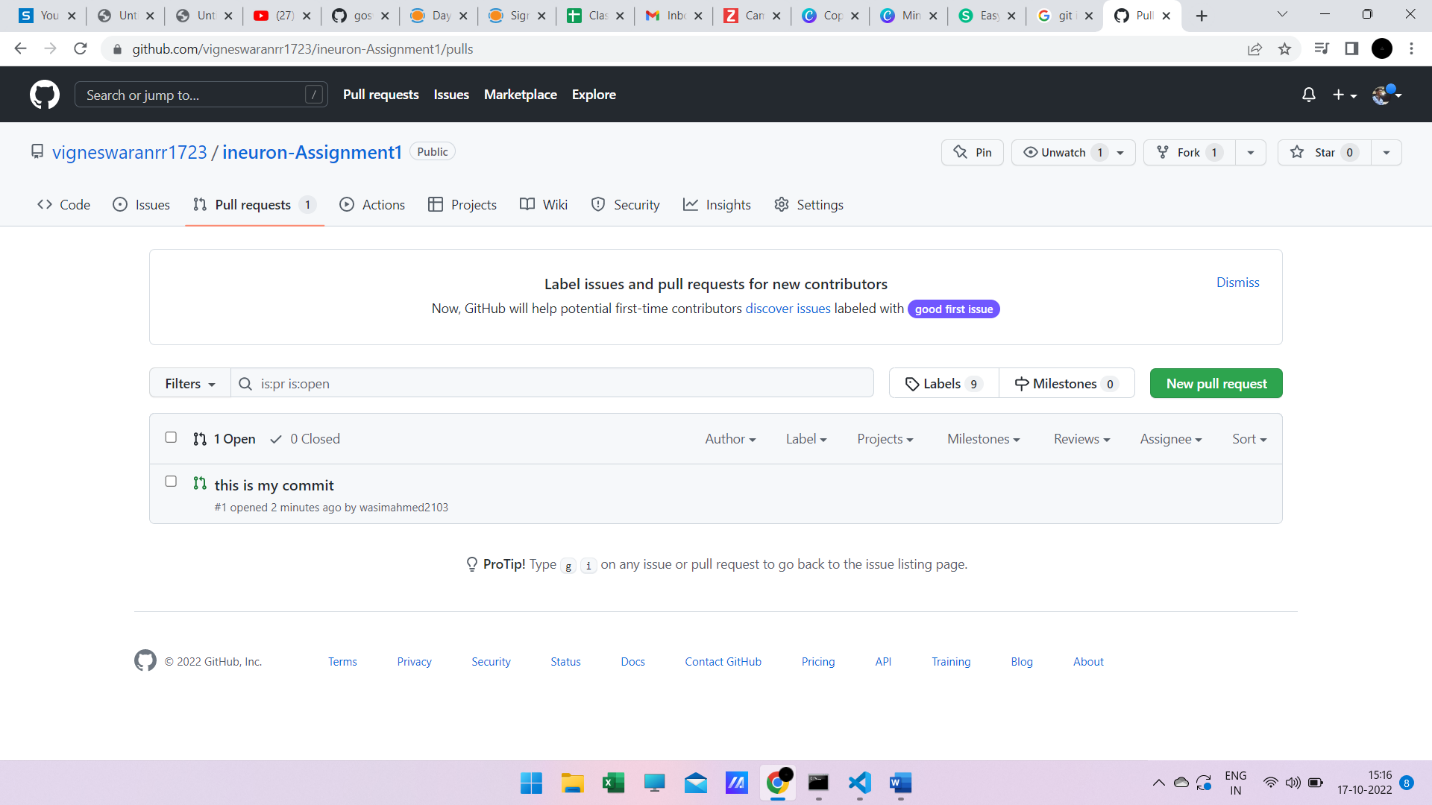 You Unt Unt (27) gos Day Sign Clas Inbo Can Cop Min Easy git Pull
github.com/vigneswaranrr1723/ineuron-Assignment1/pulls
Search or jump to... / Pull requests Issues Marketplace Explore
vigneswaranrr1723 / ineuron-Assignment1 Public Pin Unwatch 1 Fork 1 Star 0
Code Issues Pull requests 1 Actions Projects Wiki Security Insights Settings
Label issues and pull requests for new contributors Dismiss
Now, GitHub will help potential first-time contributors discover issues labeled with good first issue
Filters is:pr is:open Labels 9 Milestones 0 New pull request
1 Open 0 Closed Author Label Projects Milestones Reviews Assignee Sort
this is my commit
#1 opened 2 minutes ago by wasimahmed2103
ProTip! Type g i on any issue or pull request to go back to the issue listing page.
© 2022 GitHub, Inc. Terms Privacy Security Status Docs Contact GitHub Pricing API Training Blog About
ENG 15:16
IN 17-10-2022 8